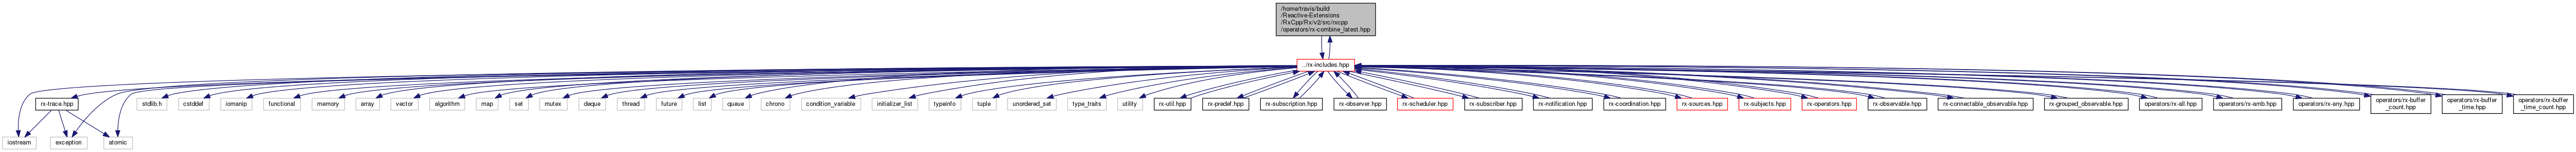 /home/travis/build
/Reactive-Extensions
/RxCpp/Rx/v2/src/rxcpp
/operators/rx-combine_latest.hpp
../rx-includes.hpp
rx-trace.hpp
stdlib.h
cstddef
iomanip
functional
memory
array
vector
algorithm
map
set
mutex
deque
thread
future
list
queue
chrono
condition_variable
initializer_list
typeinfo
tuple
unordered_set
type_traits
utility
rx-util.hpp
rx-predef.hpp
rx-subscription.hpp
rx-observer.hpp
rx-scheduler.hpp
rx-subscriber.hpp
rx-notification.hpp
rx-coordination.hpp
rx-sources.hpp
rx-subjects.hpp
rx-operators.hpp
rx-observable.hpp
rx-connectable_observable.hpp
rx-grouped_observable.hpp
operators/rx-all.hpp
operators/rx-amb.hpp
operators/rx-any.hpp
operators/rx-buffer
_count.hpp
operators/rx-buffer
_time.hpp
operators/rx-buffer
_time_count.hpp
iostream
exception
atomic